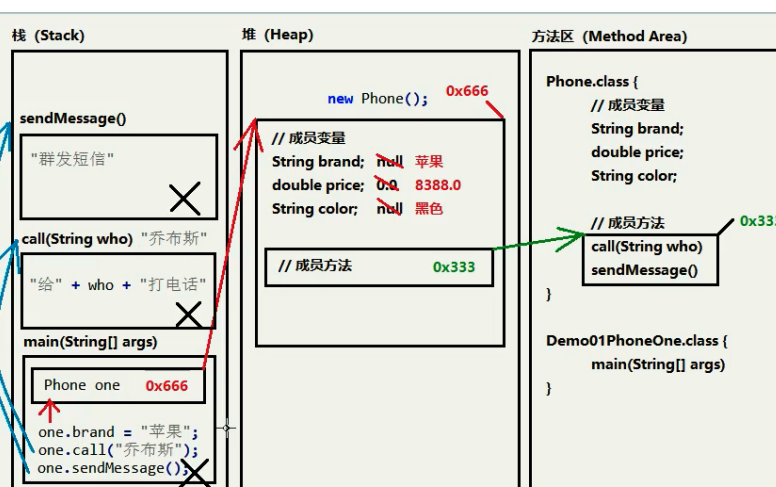 栈 (Stack)
sendMessage()
"群发短信"
call(String who) "乔布斯"
"给" + who + "打电话"
main(String[] args)
Phone one 0x666
one.brand = "苹果";
one.call("乔布斯");
one.sendMessage();
堆 (Heap)
new Phone(); 0x666
// 成员变量
String brand; null 苹果
double price; 0.0 8388.0
String color; null 黑色
// 成员方法 0x333
方法区 (Method Area)
Phone.class {
// 成员变量
String brand;
double price;
String color;
// 成员方法 0x333
call(String who)
sendMessage()
}
Demo01PhoneOne.class {
main(String[] args)
}